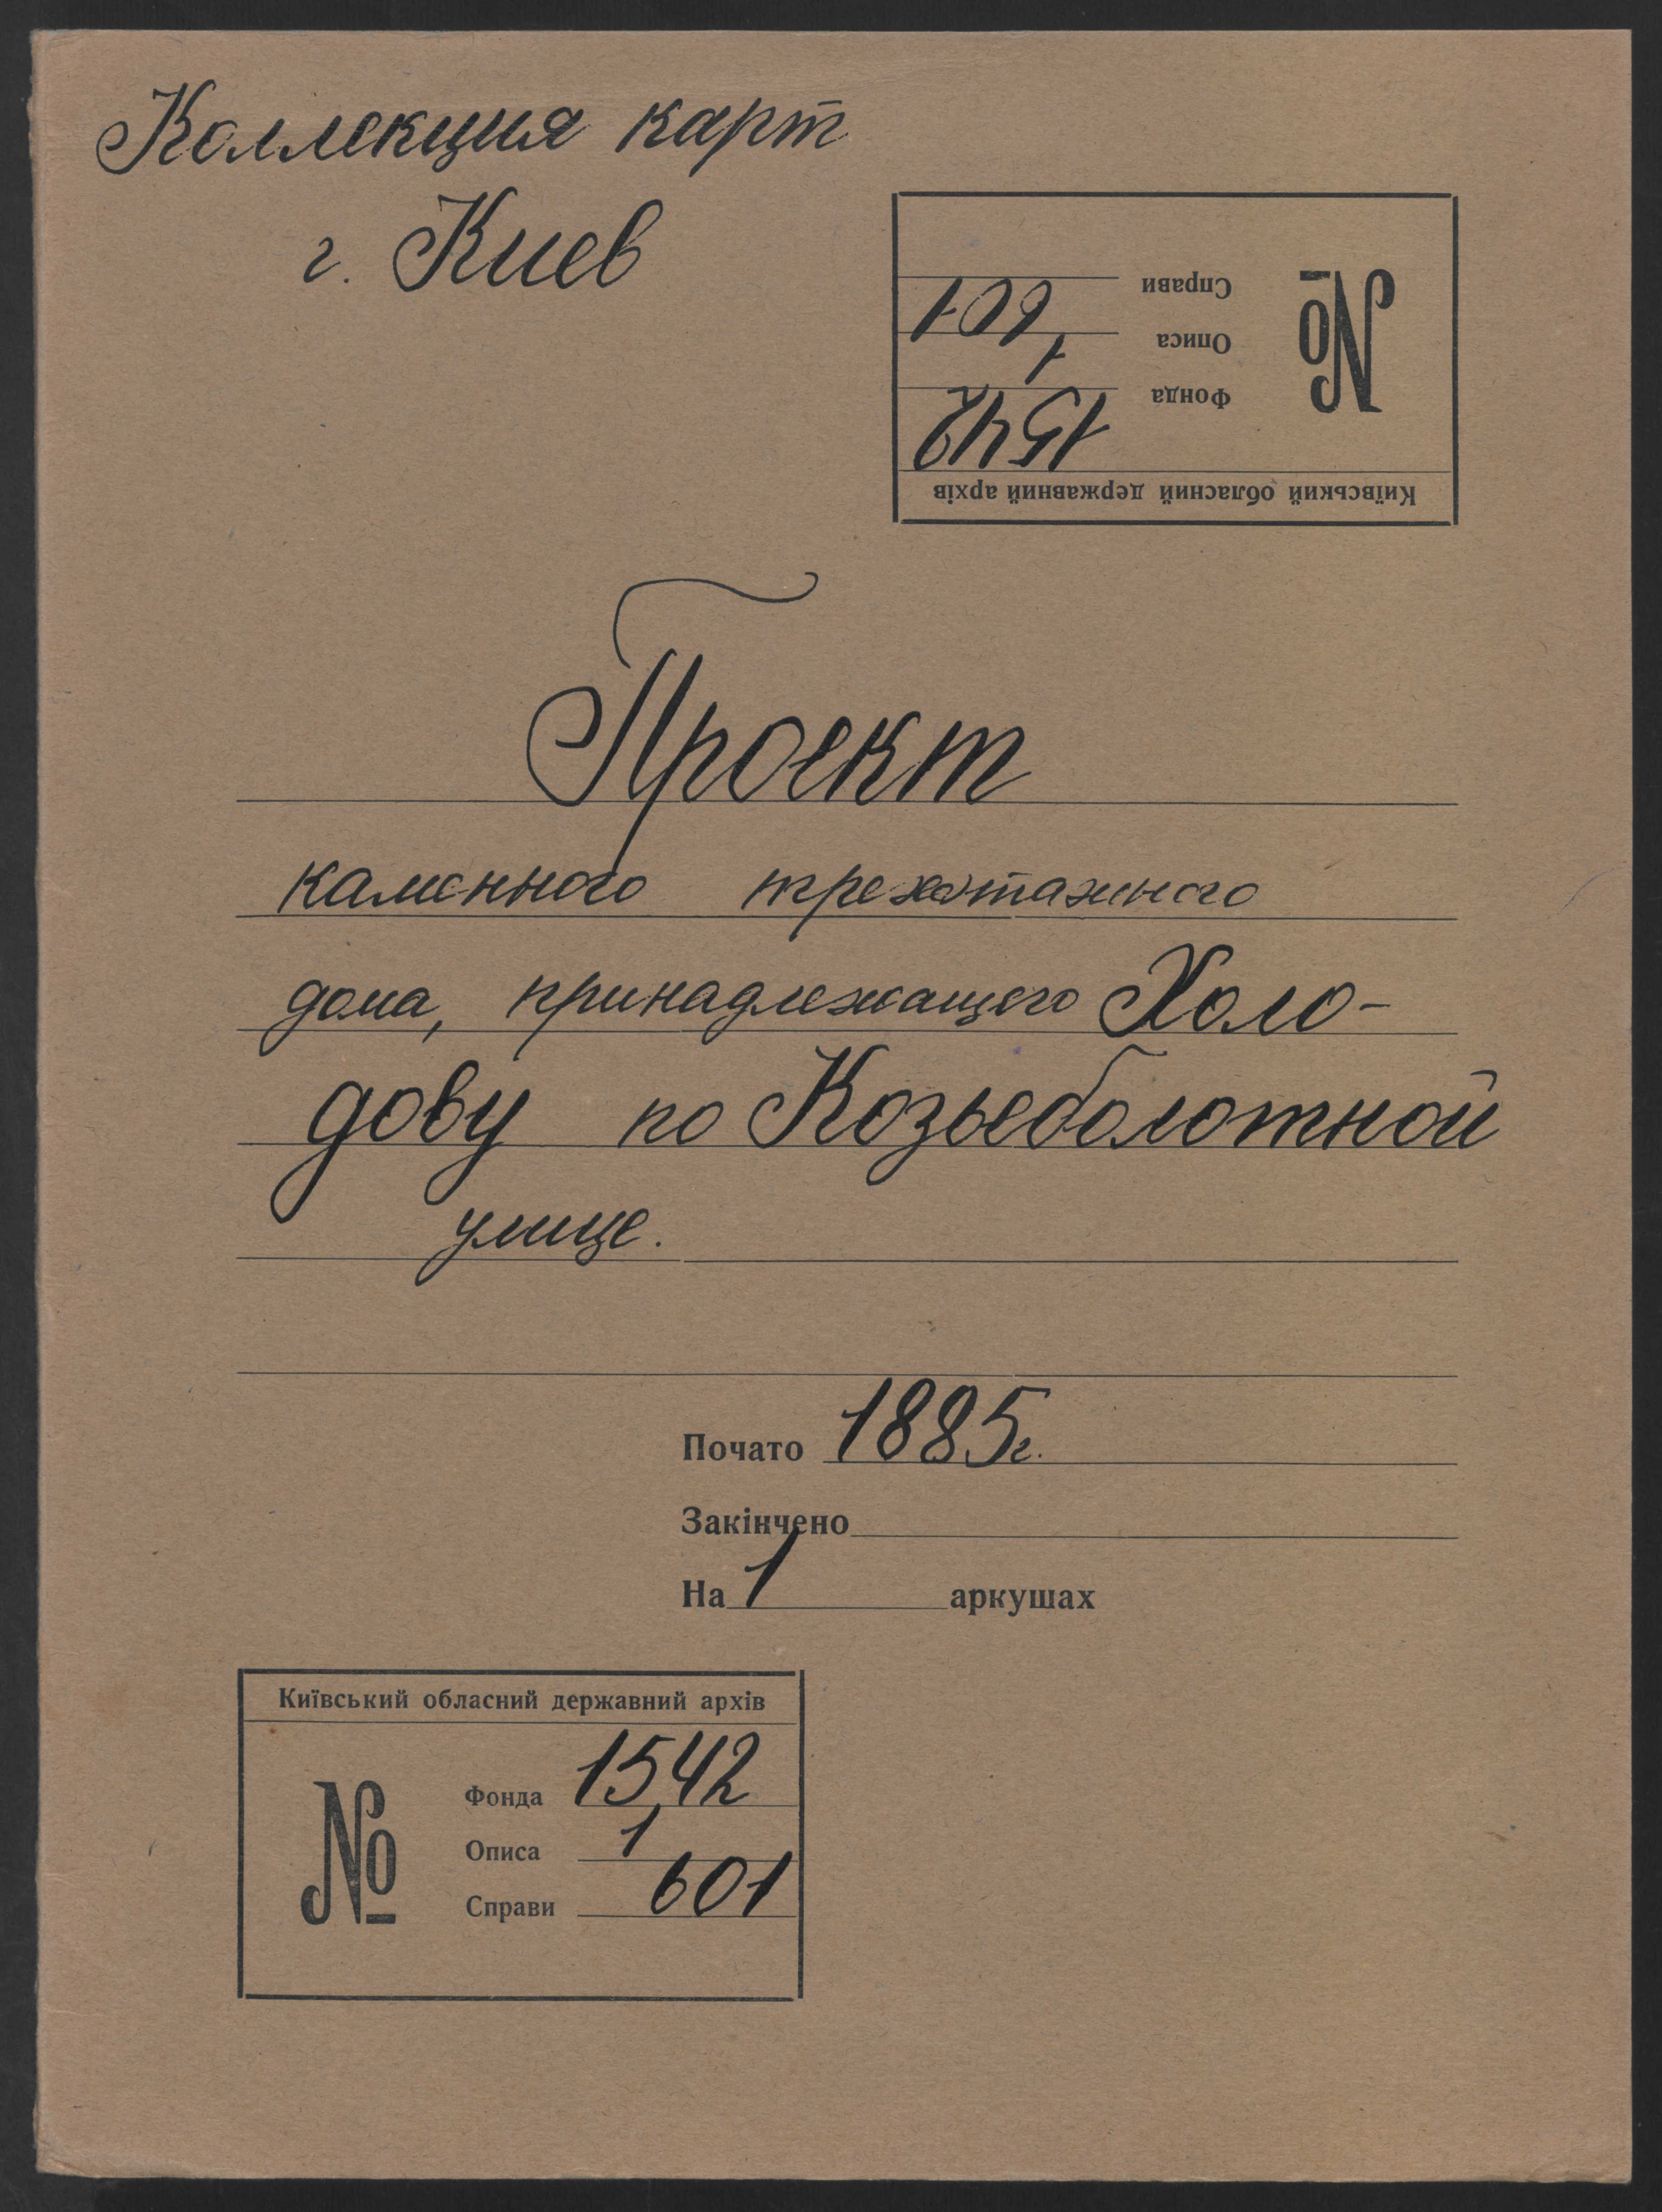 Коллекция карт
г. Киев
Київський обласний державний архів
№
Фонда 1542
Описа 1
Справи 601
Проект
каменного трехэтажного
дома, принадлежащего Холо-
дову по Козьеболотной
улице.
Почато 1885г.
Закінчено
На 1 аркушах
Київський обласний державний архів
№
Фонда 1542
Описа 1
Справи 601